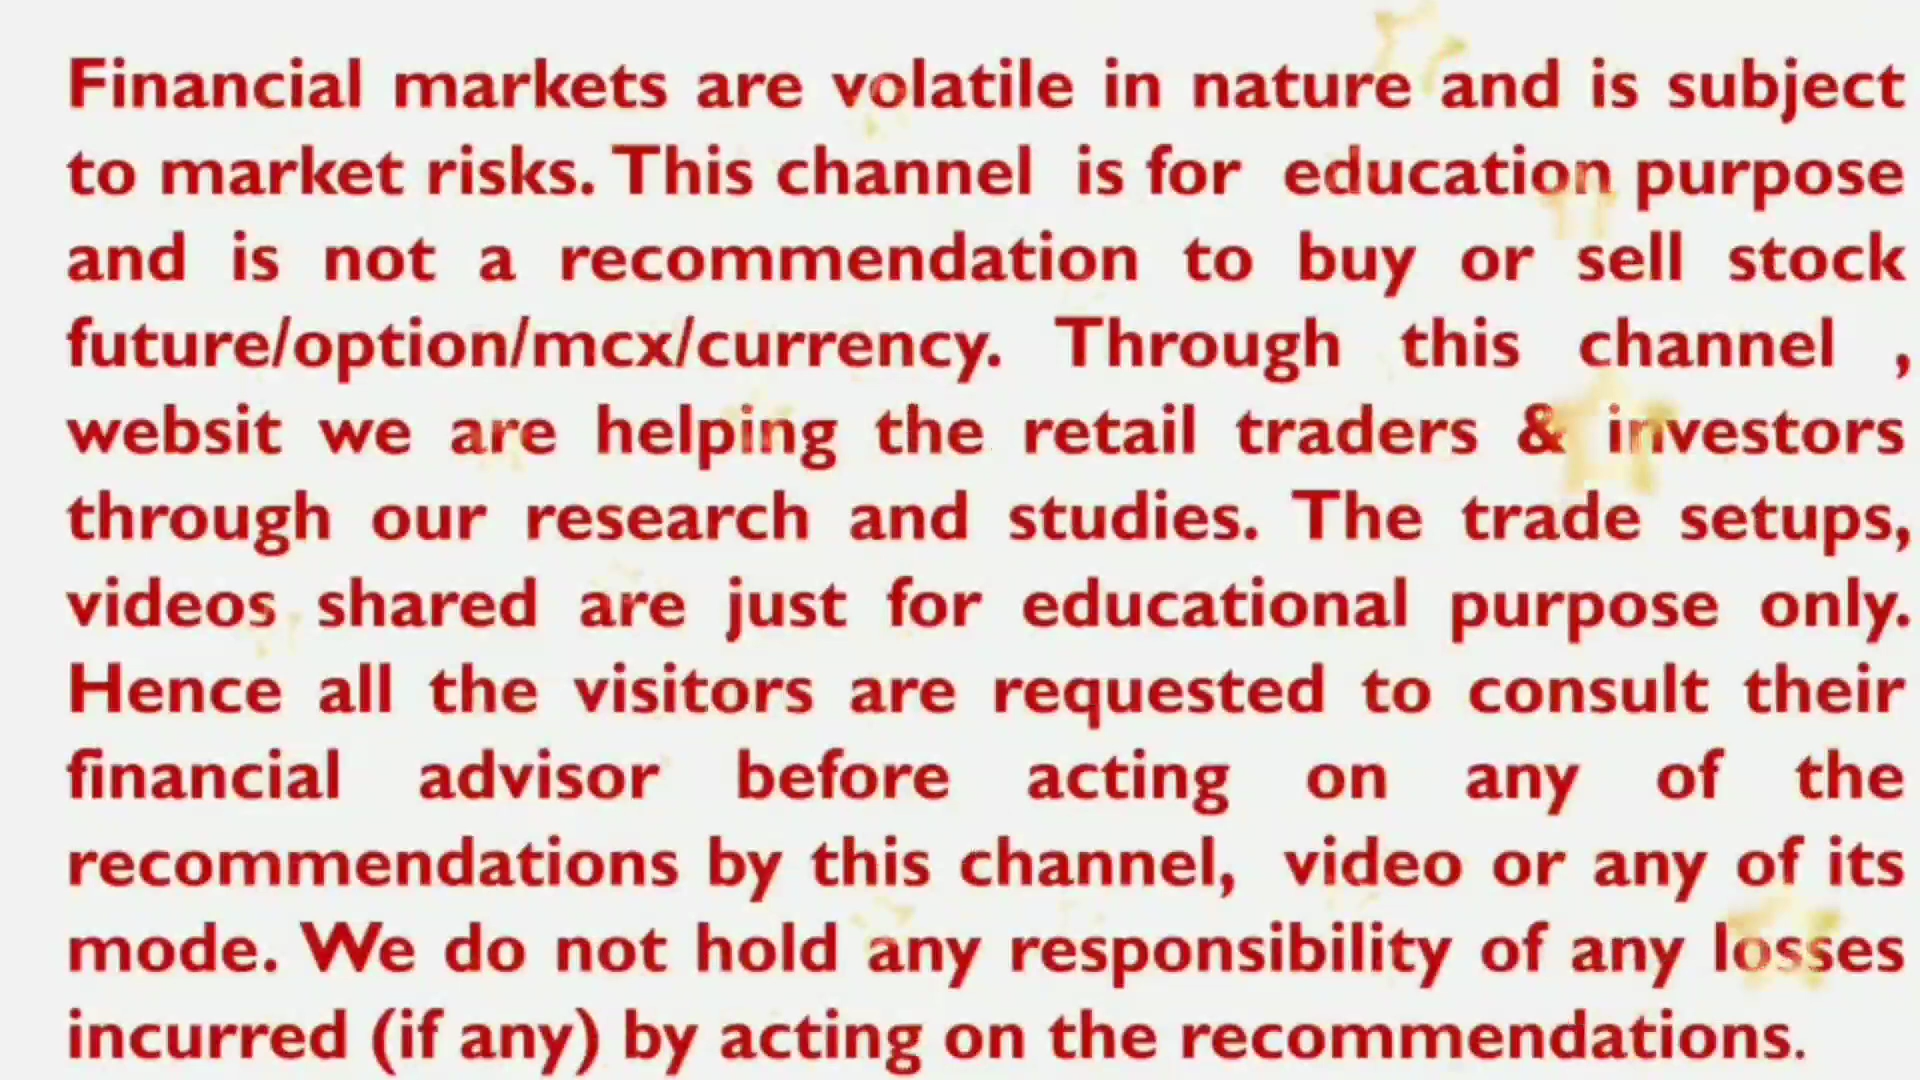 Financial markets are volatile in nature and is subject
to market risks. This channel is for education purpose
and is not a recommendation to buy or sell stock
future/option/mcx/currency. Through this channel ,
websit we are helping the retail traders & investors
through our research and studies. The trade setups,
videos shared are just for educational purpose only.
Hence all the visitors are requested to consult their
financial advisor before acting on any of the
recommendations by this channel, video or any of its
mode. We do not hold any responsibility of any losses
incurred (if any) by acting on the recommendations.